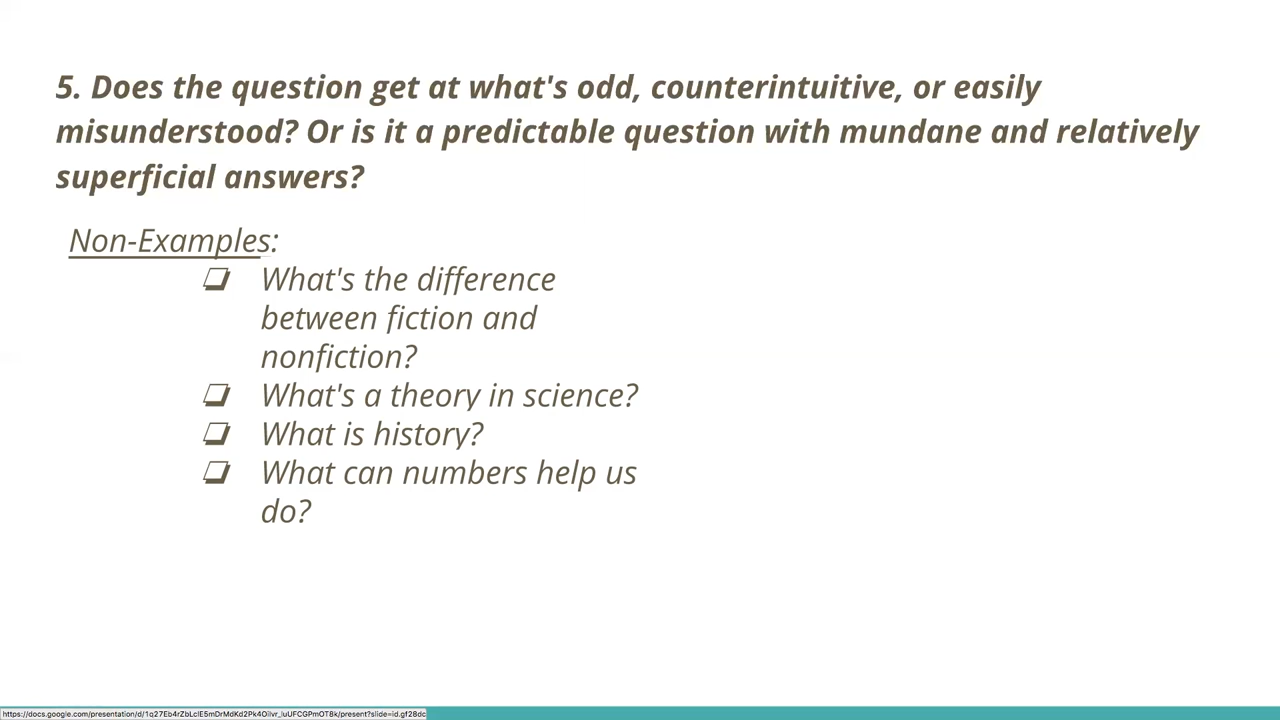 5. Does the question get at what's odd, counterintuitive, or easily
misunderstood? Or is it a predictable question with mundane and relatively
superficial answers?
Non-Examples:
❏ What's the difference
between fiction and
nonfiction?
❏ What's a theory in science?
❏ What is history?
❏ What can numbers help us
do?